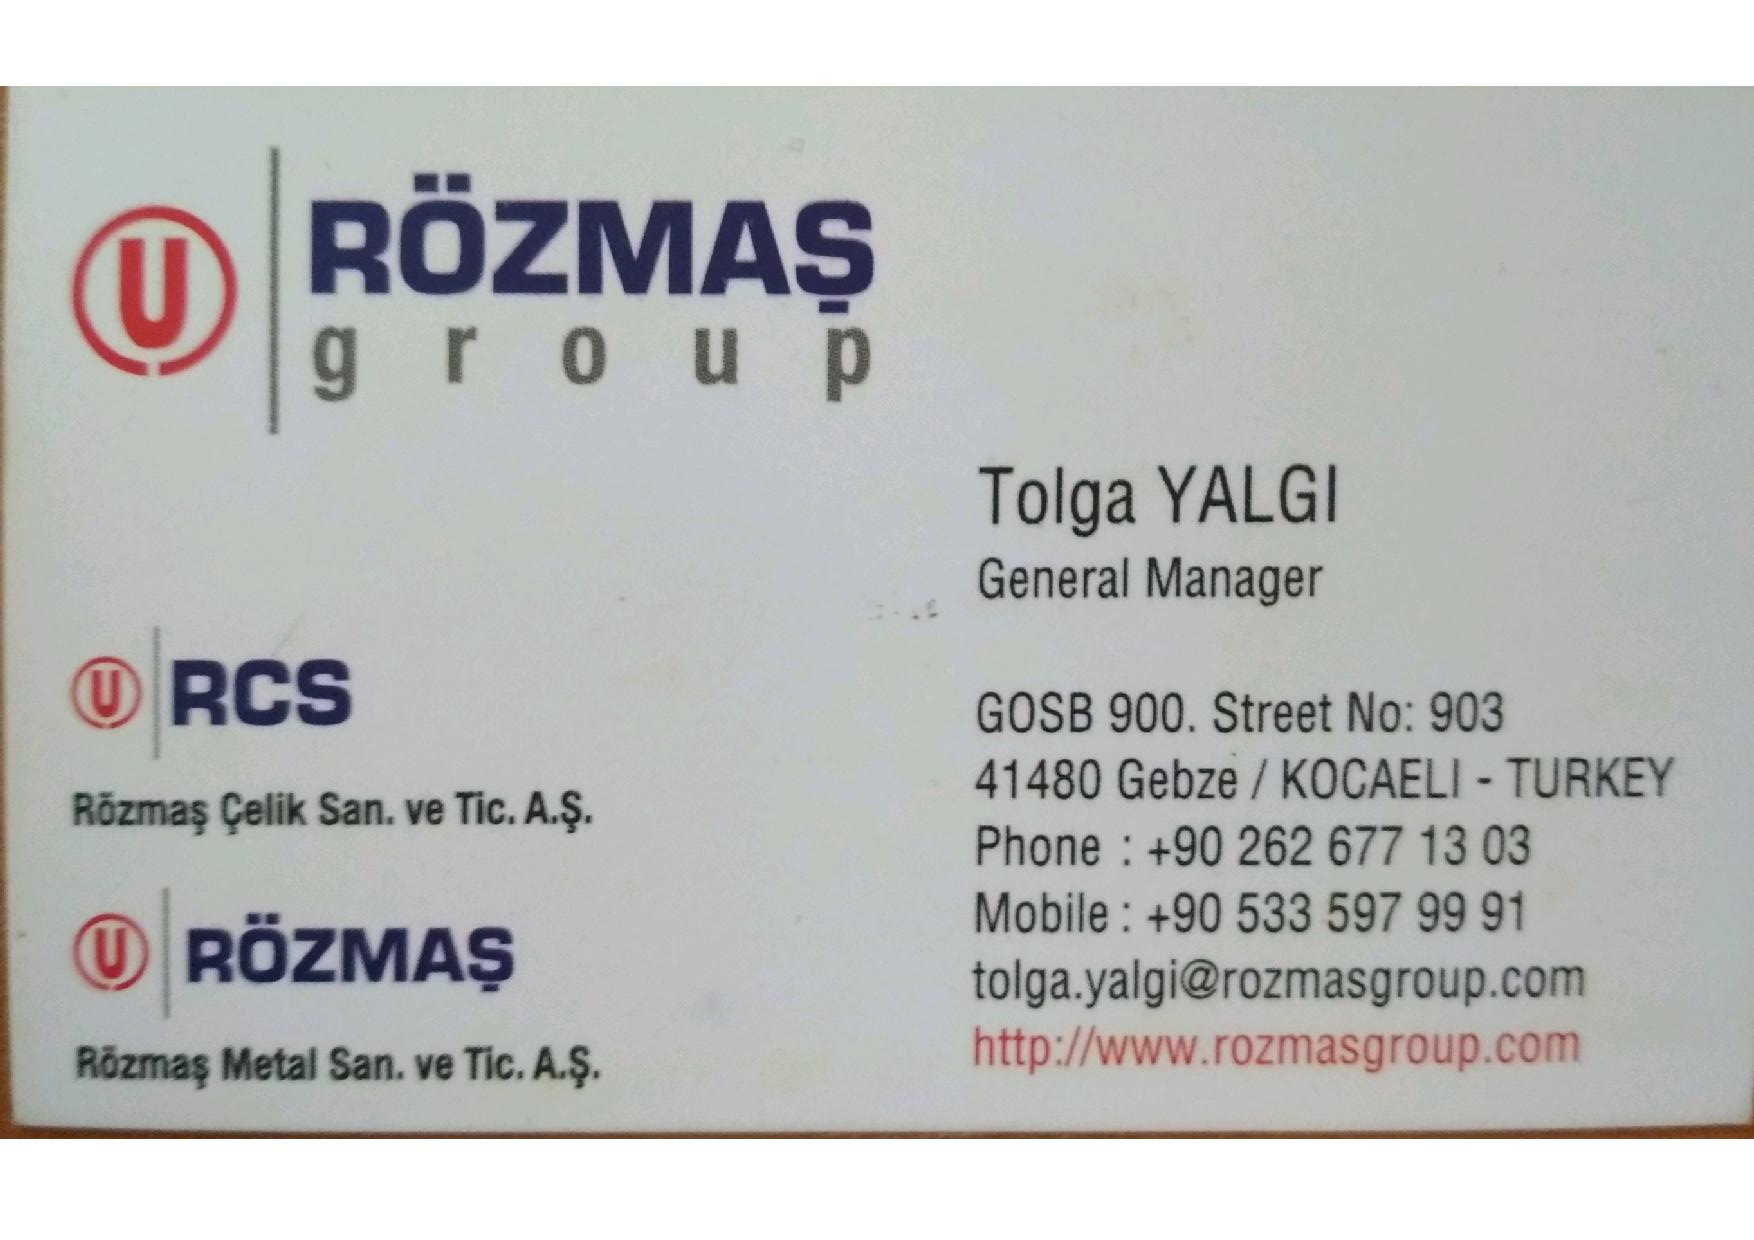 U RÖZMAŞ
group
Tolga YALGI
General Manager
U RCS
Rözmaş Çelik San. ve Tic. A.Ş.
U RÖZMAŞ
Rözmaş Metal San. ve Tic. A.Ş.
GOSB 900. Street No: 903
41480 Gebze / KOCAELI - TURKEY
Phone : +90 262 677 13 03
Mobile : +90 533 597 99 91
tolga.yalgi@rozmasgroup.com
http://www.rozmasgroup.com